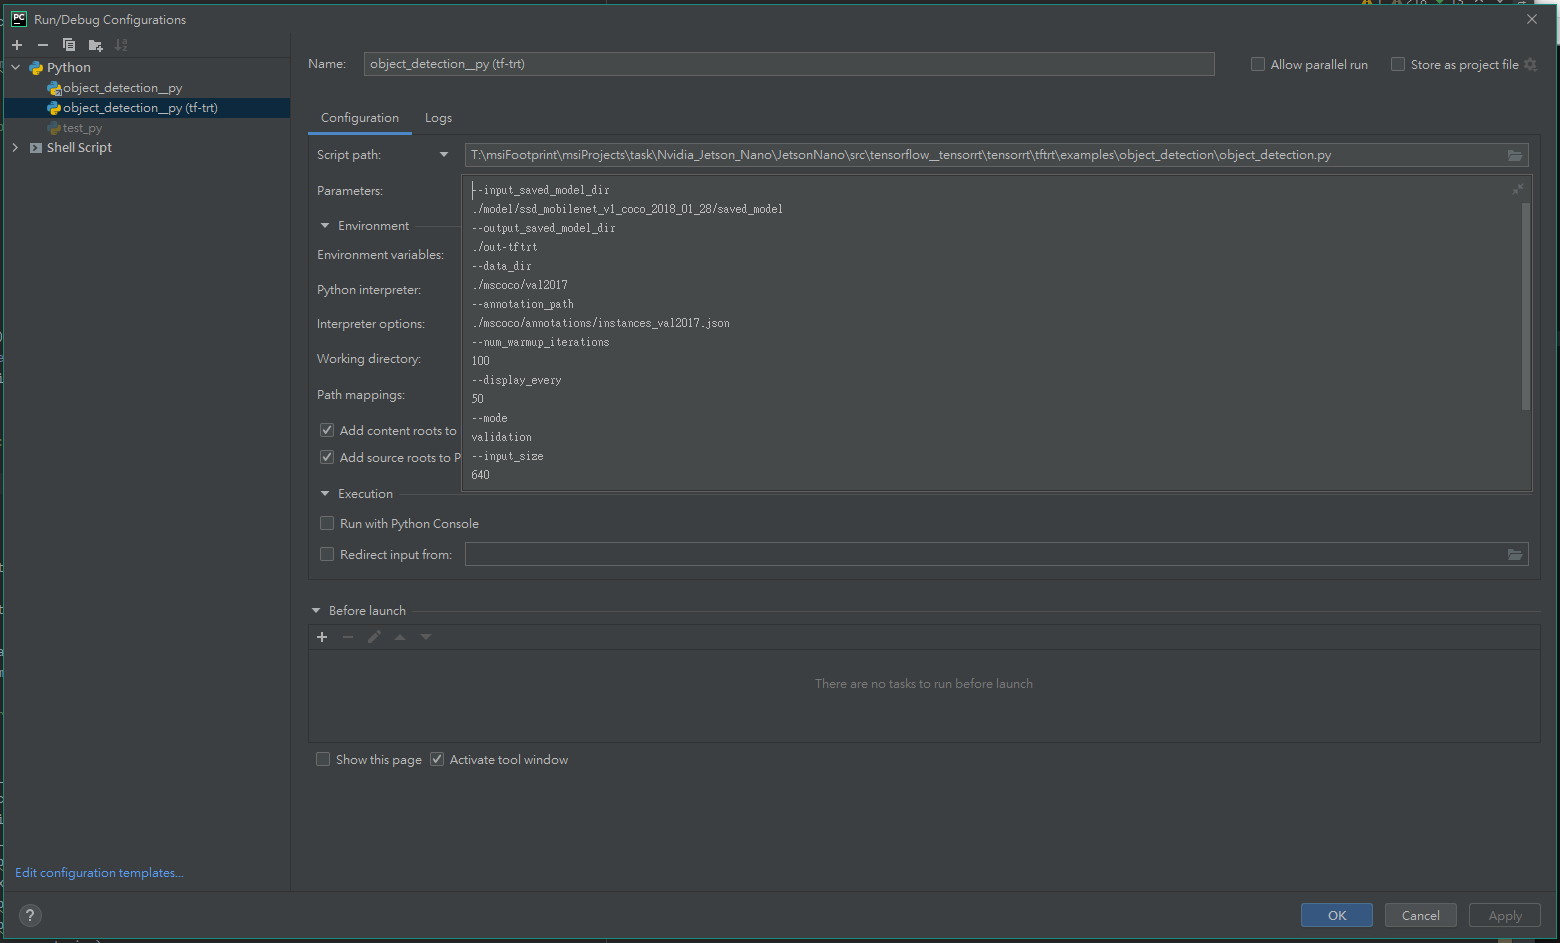 PC Run/Debug Configurations
Python
object_detection__py
object_detection__py (tf-trt)
test_py
Shell Script
Edit configuration templates...
Name: object_detection__py (tf-trt)
Allow parallel run
Store as project file
Configuration Logs
Script path: T:\msiFootprint\msiProjects\task\Nvidia_Jetson_Nano\JetsonNano\src\tensorflow__tensorrt\tensorrt\tftrt\examples\object_detection\object_detection.py
Parameters:
--input_saved_model_dir
./model/ssd_mobilenet_v1_coco_2018_01_28/saved_model
--output_saved_model_dir
./out-tftrt
--data_dir
./mscoco/val2017
--annotation_path
./mscoco/annotations/instances_val2017.json
--num_warmup_iterations
100
--display_every
50
--mode
validation
--input_size
640
Environment
Environment variables:
Python interpreter:
Interpreter options:
Working directory:
Path mappings:
Add content roots to
Add source roots to P
Execution
Run with Python Console
Redirect input from:
Before launch
There are no tasks to run before launch
Show this page
Activate tool window
?
OK
Cancel
Apply